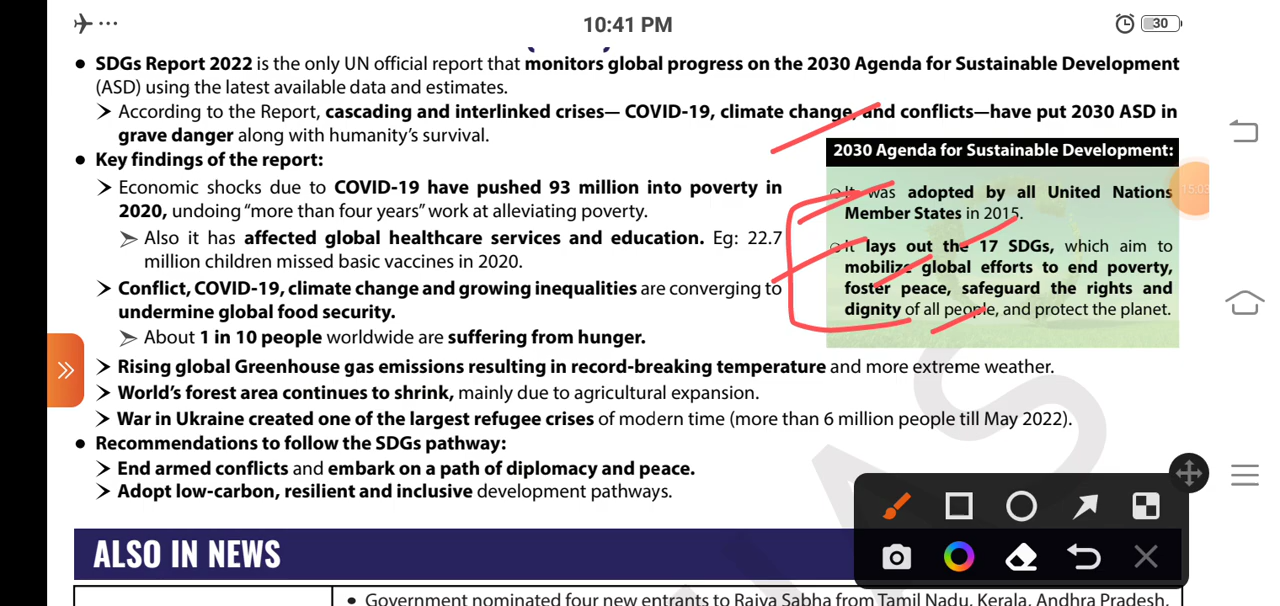 10:41 PM
30
● SDGs Report 2022 is the only UN official report that monitors global progress on the 2030 Agenda for Sustainable Development
(ASD) using the latest available data and estimates.
➤ According to the Report, cascading and interlinked crises— COVID-19, climate change, and conflicts—have put 2030 ASD in
grave danger along with humanity's survival.
● Key findings of the report:
➤ Economic shocks due to COVID-19 have pushed 93 million into poverty in
2020, undoing "more than four years" work at alleviating poverty.
➤ Also it has affected global healthcare services and education. Eg: 22.7
million children missed basic vaccines in 2020.
➤ Conflict, COVID-19, climate change and growing inequalities are converging to
undermine global food security.
➤ About 1 in 10 people worldwide are suffering from hunger.
2030 Agenda for Sustainable Development:
○ It was adopted by all United Nations
Member States in 2015.
○ It lays out the 17 SDGs, which aim to
mobilize global efforts to end poverty,
foster peace, safeguard the rights and
dignity of all people, and protect the planet.
15:03
➤ Rising global Greenhouse gas emissions resulting in record-breaking temperature and more extreme weather.
➤ World's forest area continues to shrink, mainly due to agricultural expansion.
➤ War in Ukraine created one of the largest refugee crises of modern time (more than 6 million people till May 2022).
● Recommendations to follow the SDGs pathway:
➤ End armed conflicts and embark on a path of diplomacy and peace.
➤ Adopt low-carbon, resilient and inclusive development pathways.
ALSO IN NEWS
• Government nominated four new entrants to Rajya Sabha from Tamil Nadu, Kerala, Andhra Pradesh,